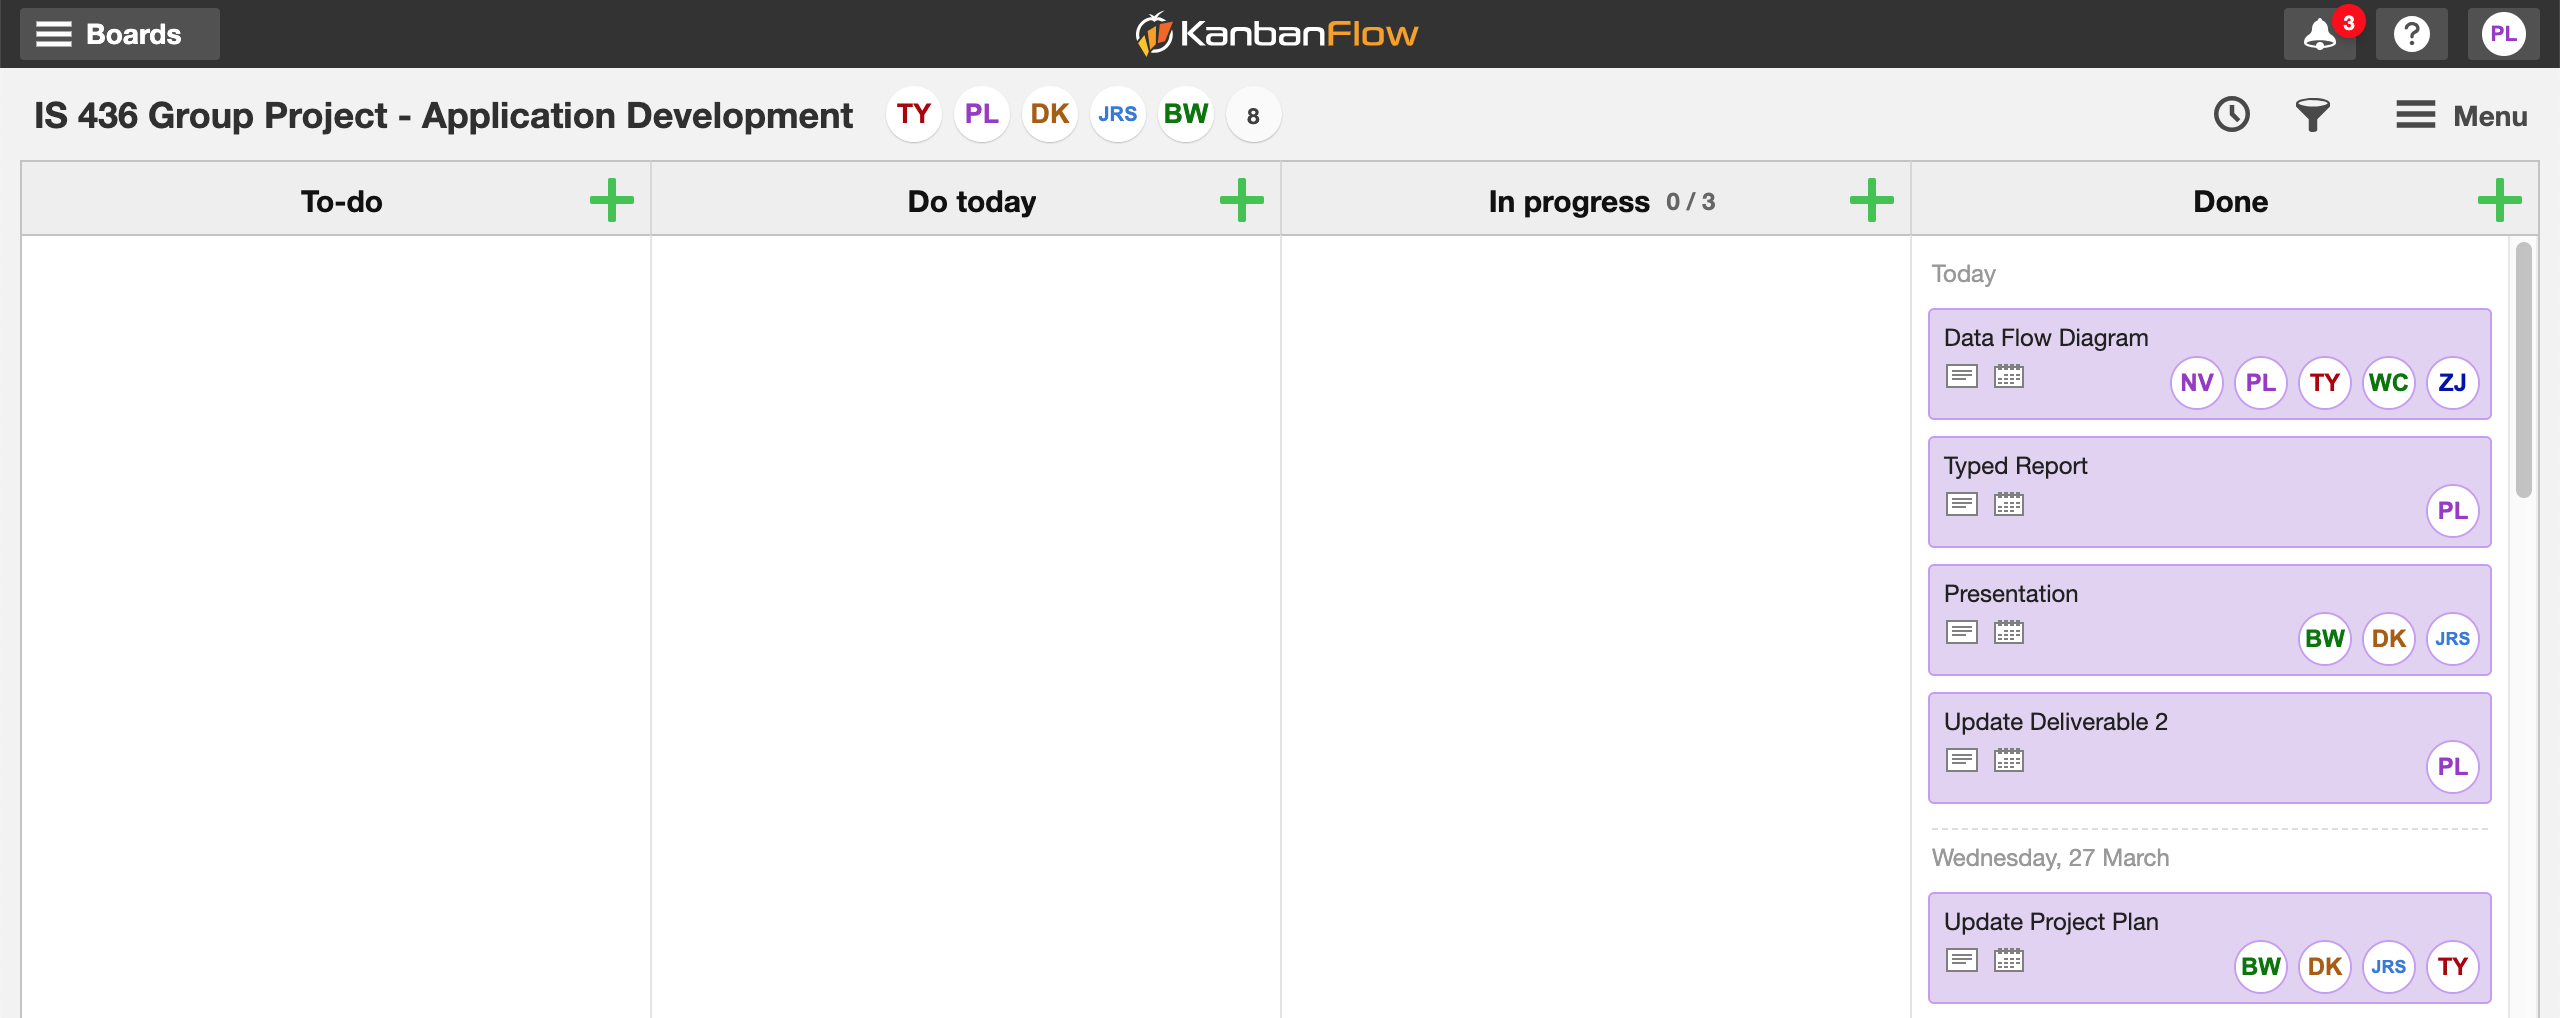 Boards
KanbanFlow
3
?
PL
IS 436 Group Project - Application Development
TY PL DK JRS BW 8
Menu
To-do
Do today
In progress 0 / 3
Done
Today
Data Flow Diagram
NV PL TY WC ZJ
Typed Report
PL
Presentation
BW DK JRS
Update Deliverable 2
PL
Wednesday, 27 March
Update Project Plan
BW DK JRS TY